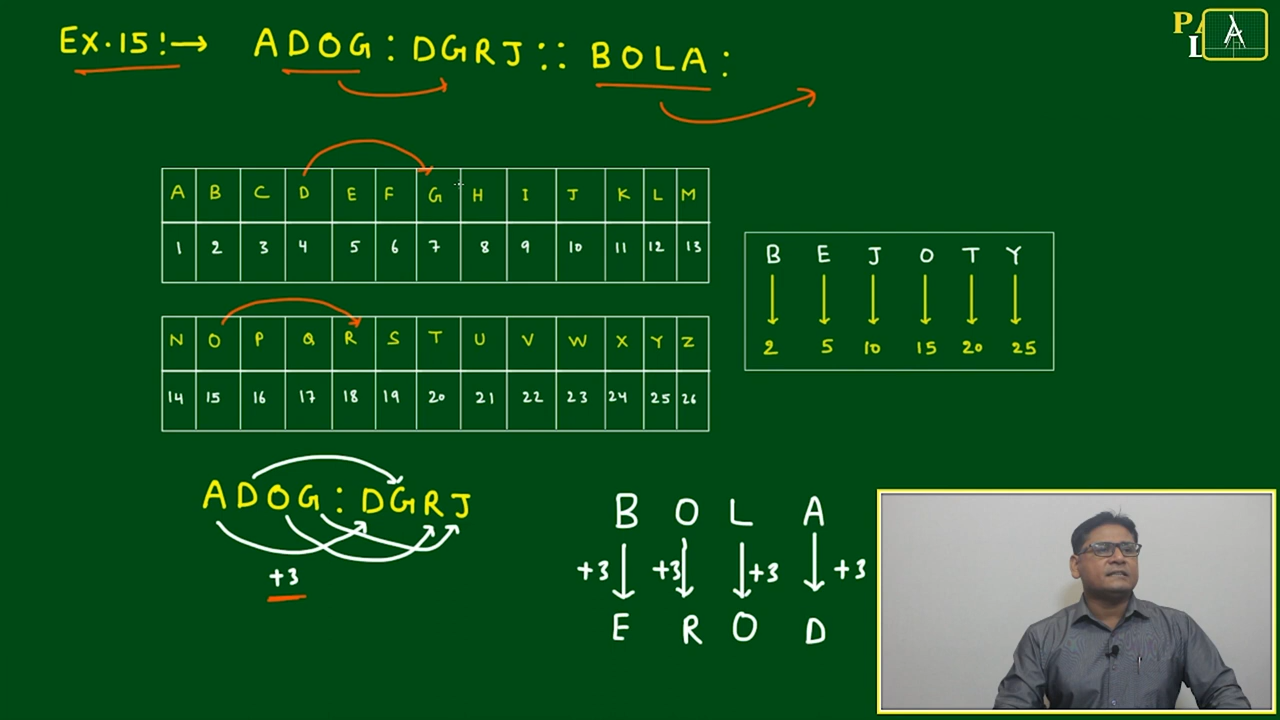 EX.15!→ ADOG : DGRJ :: BOLA :
A B C D E F G H I J K L M
1 2 3 4 5 6 7 8 9 10 11 12 13
N O P Q R S T U V W X Y Z
14 15 16 17 18 19 20 21 22 23 24 25 26
B E J O T Y
2 5 10 15 20 25
ADOG : DGRJ
+3
B O L A
+3 +3 +3 +3
E R O D